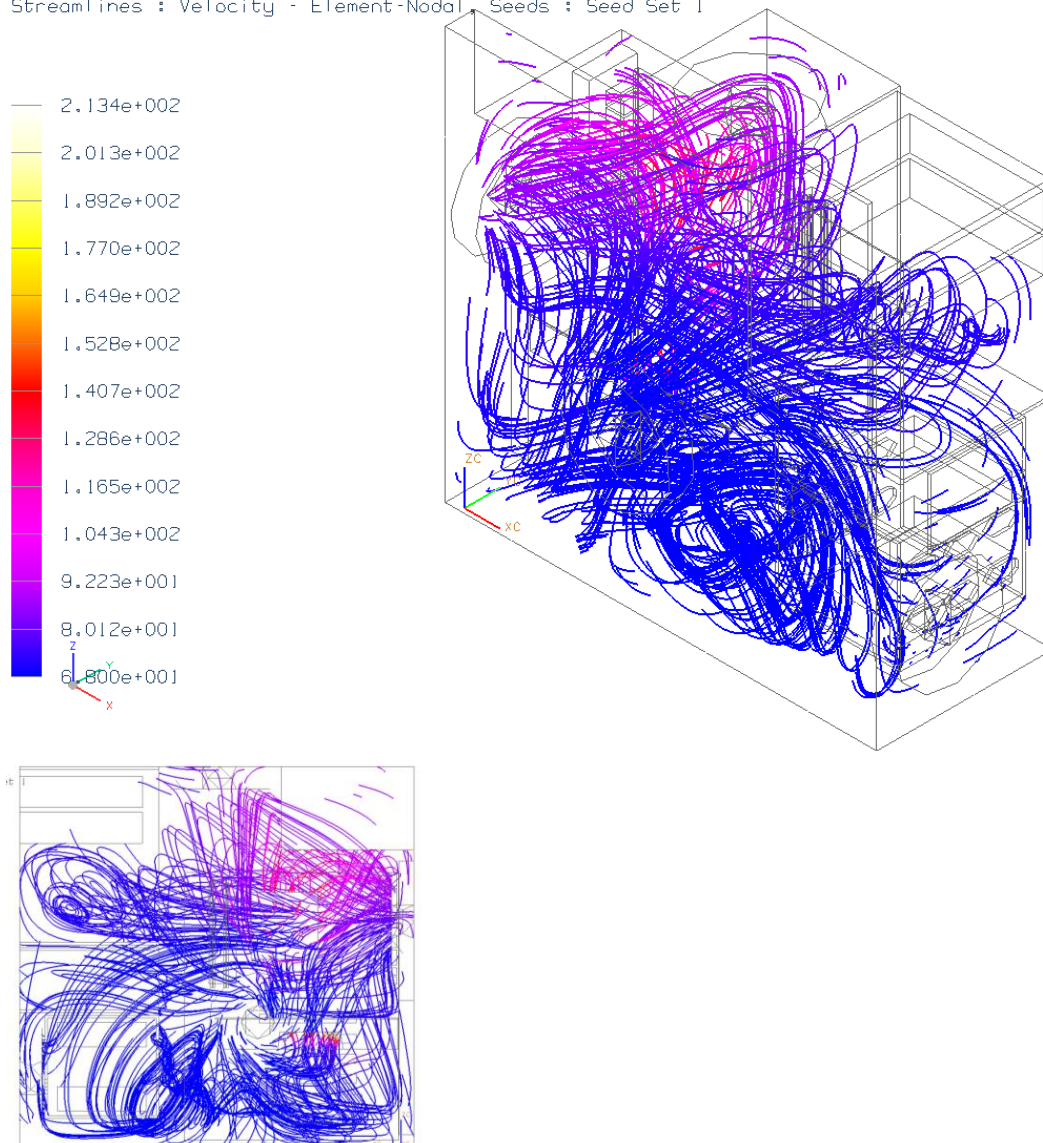 Streamlines : Velocity - Element-Nodal, Seeds : Seed Set 1
2.134e+002
2.013e+002
1.892e+002
1.770e+002
1.649e+002
1.528e+002
1.407e+002
1.286e+002
1.165e+002
1.043e+002
9.223e+001
8.012e+001
6.800e+001
Z
Y
X
ZC
XC
et 1